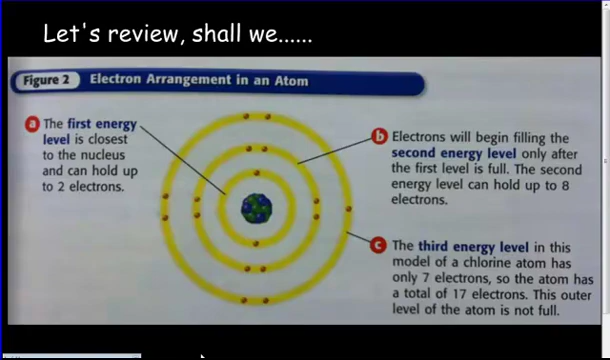 Let's review, shall we......
Figure 2 Electron Arrangement in an Atom
a The first energy
level is closest
to the nucleus
and can hold up
to 2 electrons.
b Electrons will begin filling the
second energy level only after
the first level is full. The second
energy level can hold up to 8
electrons.
c The third energy level in this
model of a chlorine atom has
only 7 electrons, so the atom has
a total of 17 electrons. This outer
level of the atom is not full.